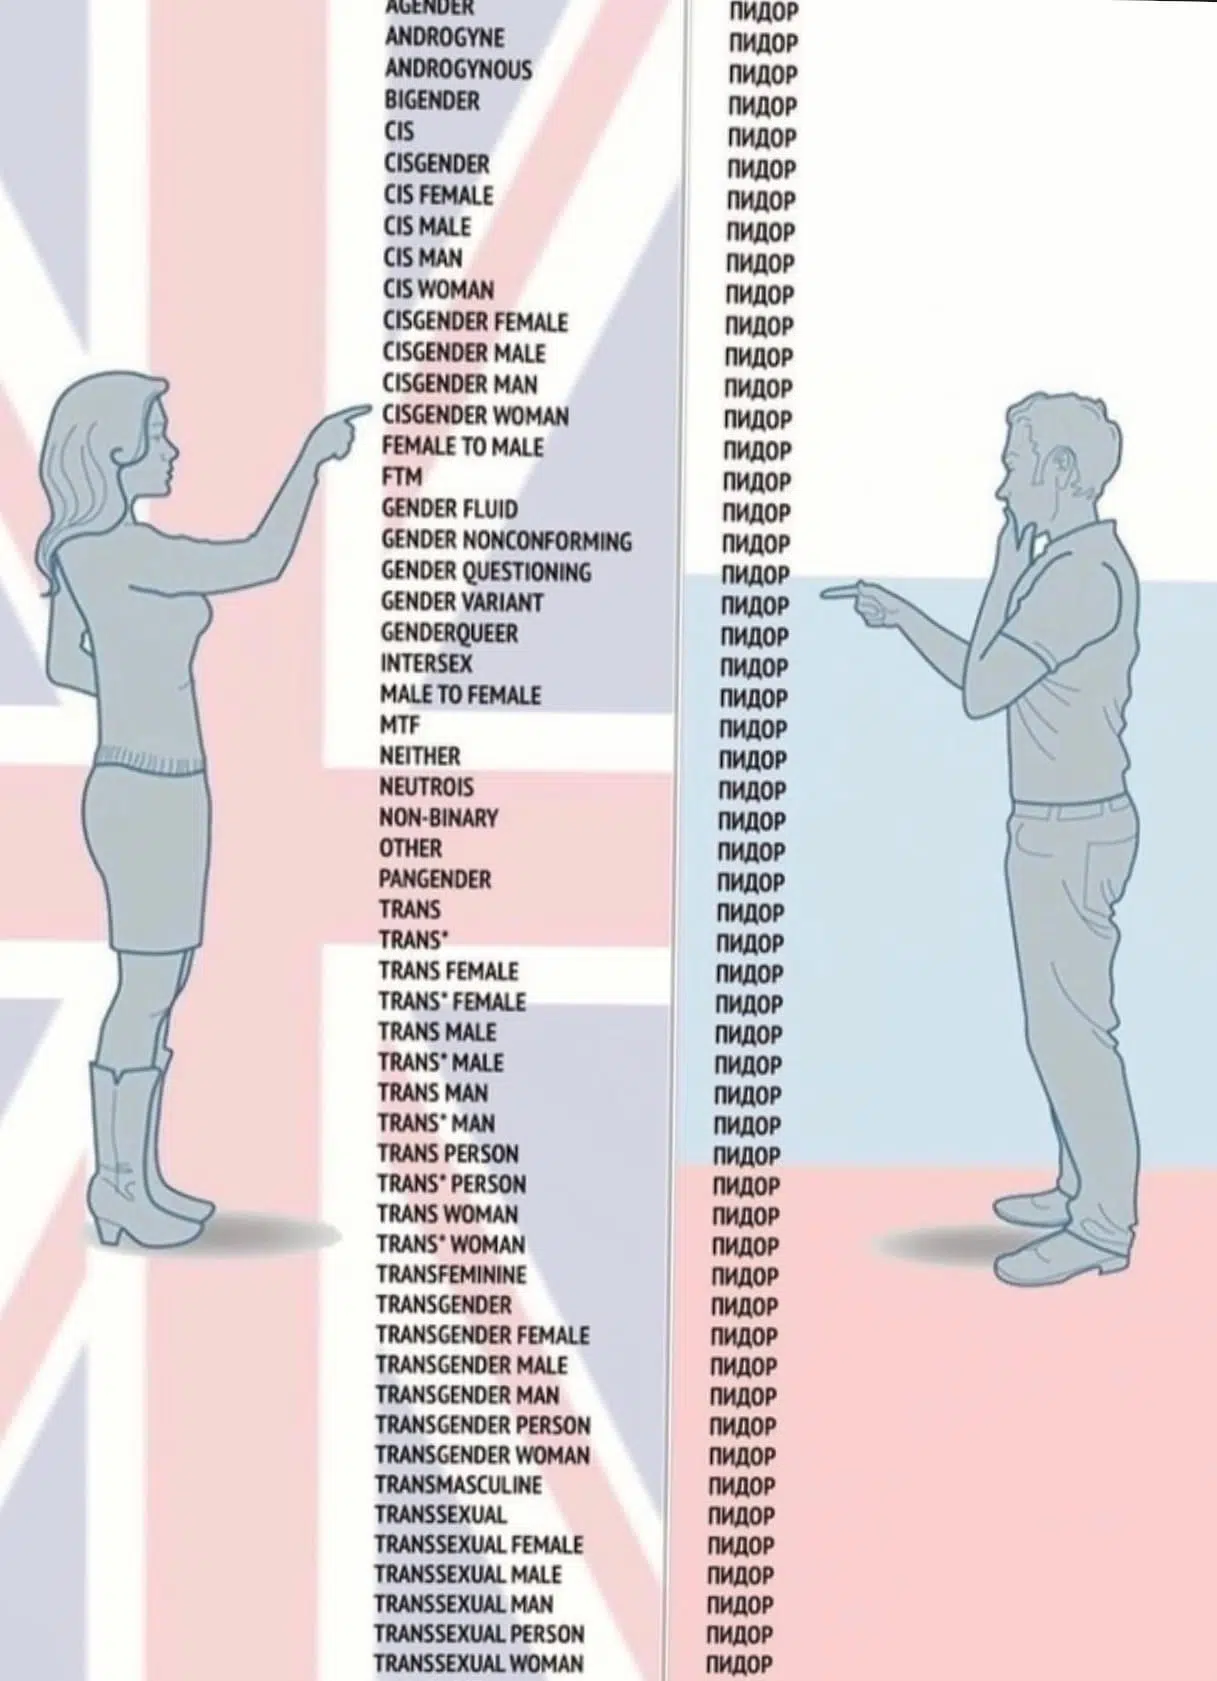 AGENDER ПИДОР
ANDROGYNE ПИДОР
ANDROGYNOUS ПИДОР
BIGENDER ПИДОР
CIS ПИДОР
CISGENDER ПИДОР
CIS FEMALE ПИДОР
CIS MALE ПИДОР
CIS MAN ПИДОР
CIS WOMAN ПИДОР
CISGENDER FEMALE ПИДОР
CISGENDER MALE ПИДОР
CISGENDER MAN ПИДОР
CISGENDER WOMAN ПИДОР
FEMALE TO MALE ПИДОР
FTM ПИДОР
GENDER FLUID ПИДОР
GENDER NONCONFORMING ПИДОР
GENDER QUESTIONING ПИДОР
GENDER VARIANT ПИДОР
GENDERQUEER ПИДОР
INTERSEX ПИДОР
MALE TO FEMALE ПИДОР
MTF ПИДОР
NEITHER ПИДОР
NEUTROIS ПИДОР
NON-BINARY ПИДОР
OTHER ПИДОР
PANGENDER ПИДОР
TRANS ПИДОР
TRANS* ПИДОР
TRANS FEMALE ПИДОР
TRANS* FEMALE ПИДОР
TRANS MALE ПИДОР
TRANS* MALE ПИДОР
TRANS MAN ПИДОР
TRANS* MAN ПИДОР
TRANS PERSON ПИДОР
TRANS* PERSON ПИДОР
TRANS WOMAN ПИДОР
TRANS* WOMAN ПИДОР
TRANSFEMININE ПИДОР
TRANSGENDER ПИДОР
TRANSGENDER FEMALE ПИДОР
TRANSGENDER MALE ПИДОР
TRANSGENDER MAN ПИДОР
TRANSGENDER PERSON ПИДОР
TRANSGENDER WOMAN ПИДОР
TRANSMASCULINE ПИДОР
TRANSSEXUAL ПИДОР
TRANSSEXUAL FEMALE ПИДОР
TRANSSEXUAL MALE ПИДОР
TRANSSEXUAL MAN ПИДОР
TRANSSEXUAL PERSON ПИДОР
TRANSSEXUAL WOMAN ПИДОР